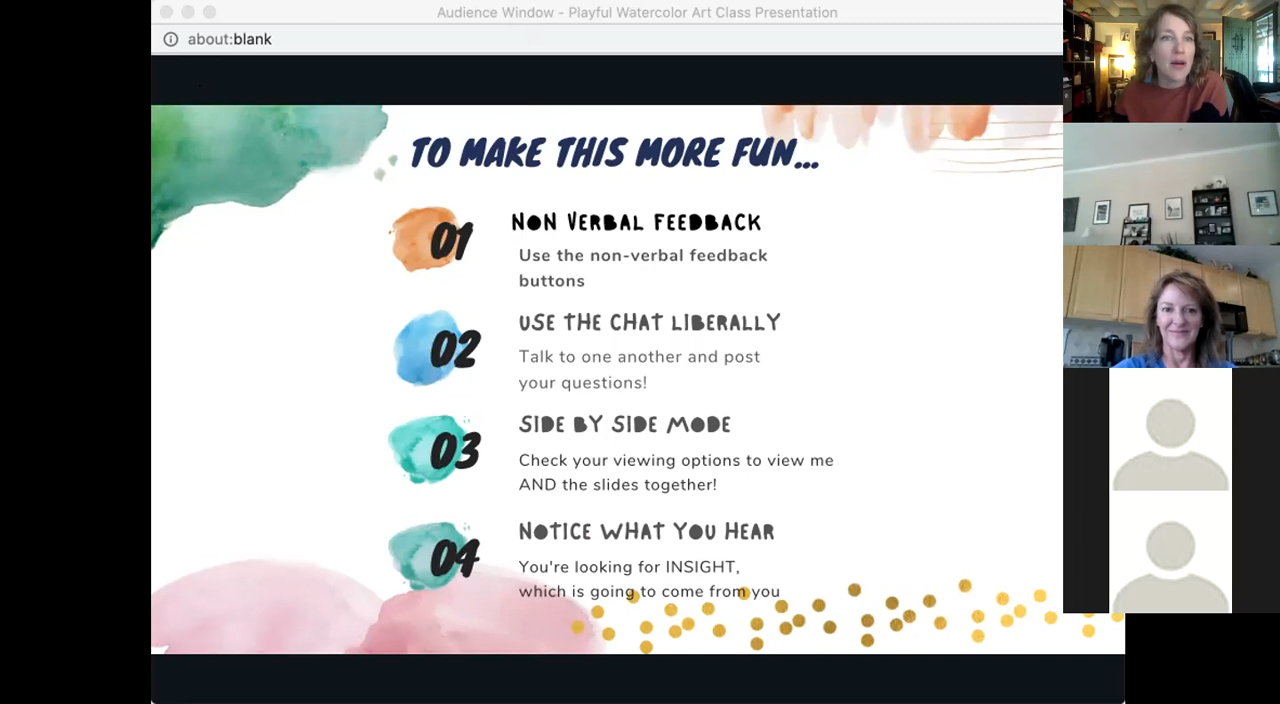 Audience Window - Playful Watercolor Art Class Presentation
about:blank
TO MAKE THIS MORE FUN...
01
NON VERBAL FEEDBACK
Use the non-verbal feedback
buttons
02
USE THE CHAT LIBERALLY
Talk to one another and post
your questions!
03
SIDE BY SIDE MODE
Check your viewing options to view me
AND the slides together!
04
NOTICE WHAT YOU HEAR
You're looking for INSIGHT,
which is going to come from you